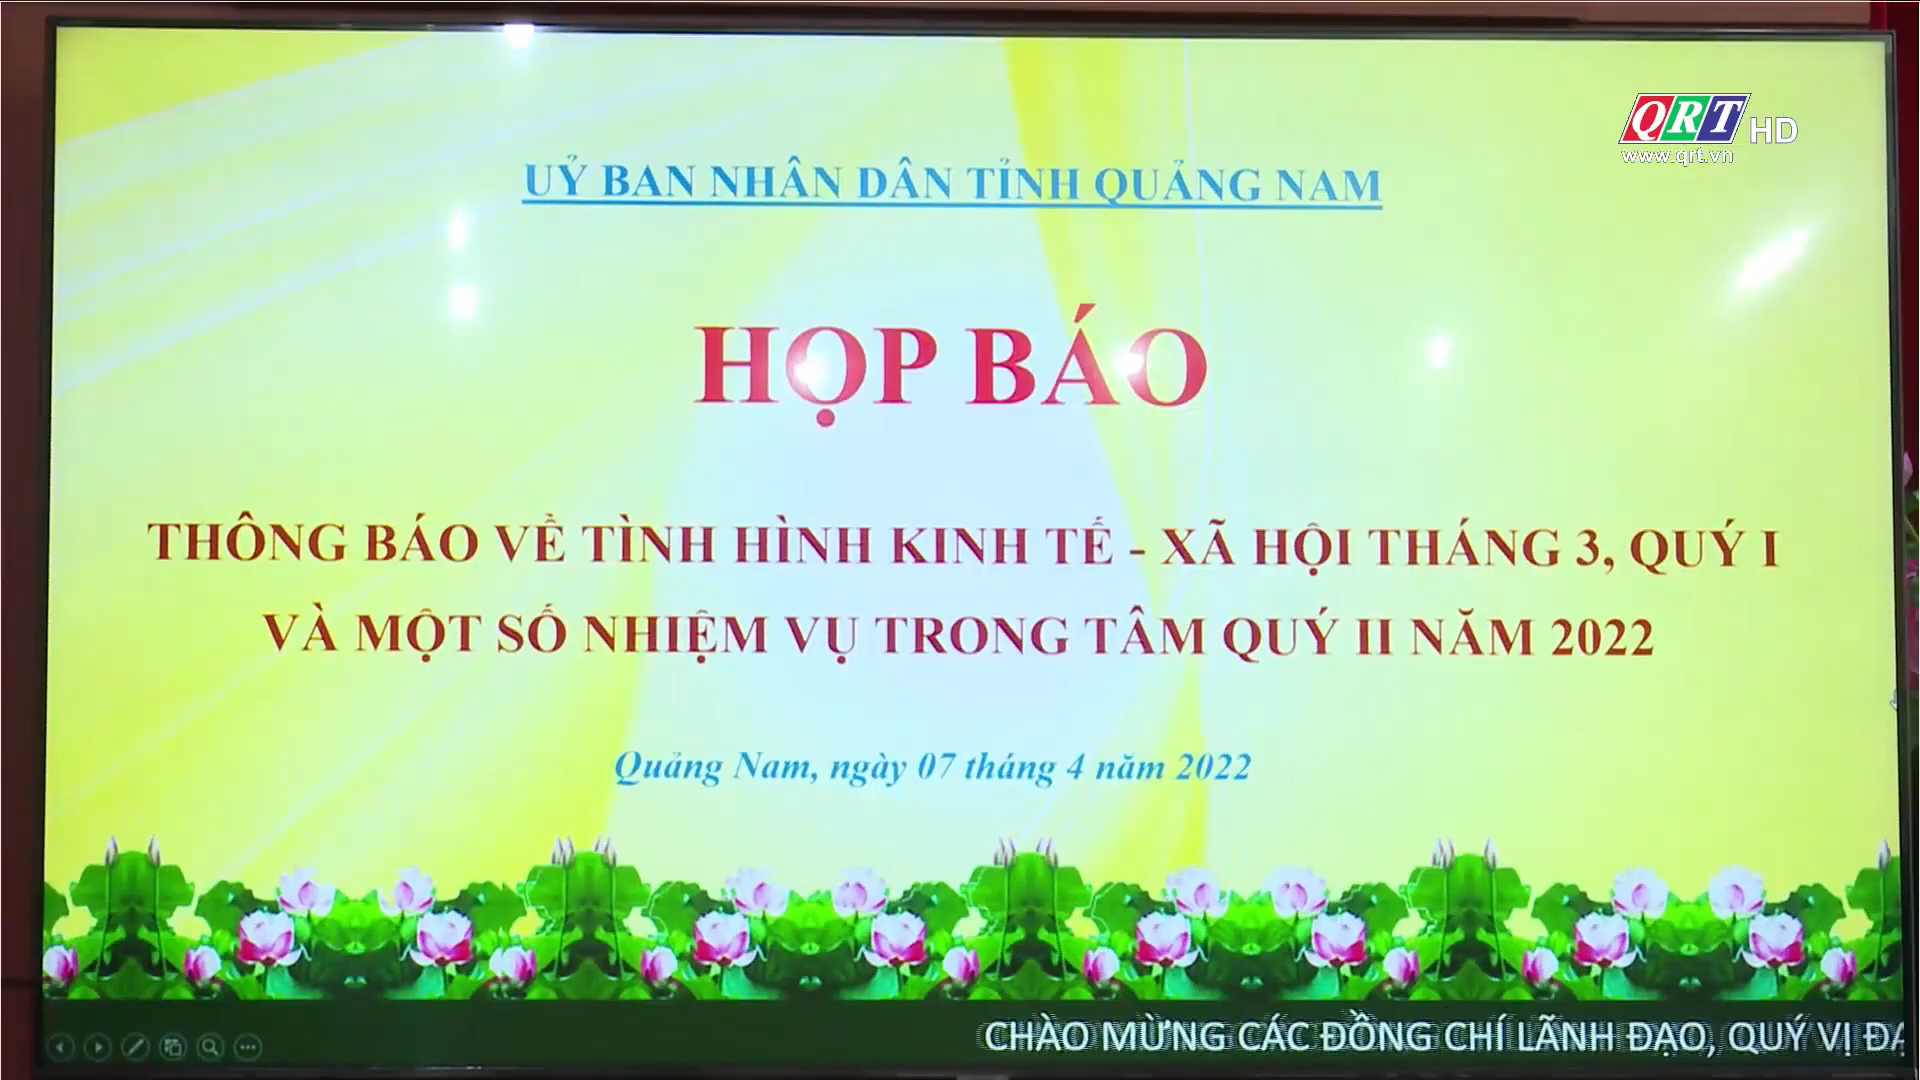 QRT HD
www.qrt.vn
UỶ BAN NHÂN DÂN TỈNH QUẢNG NAM
HỌP BÁO
THÔNG BÁO VỀ TÌNH HÌNH KINH TẾ - XÃ HỘI THÁNG 3, QUÝ I
VÀ MỘT SỐ NHIỆM VỤ TRONG TÂM QUÝ II NĂM 2022
Quảng Nam, ngày 07 tháng 4 năm 2022
CHÀO MỪNG CÁC ĐỒNG CHÍ LÃNH ĐẠO, QUÝ VỊ